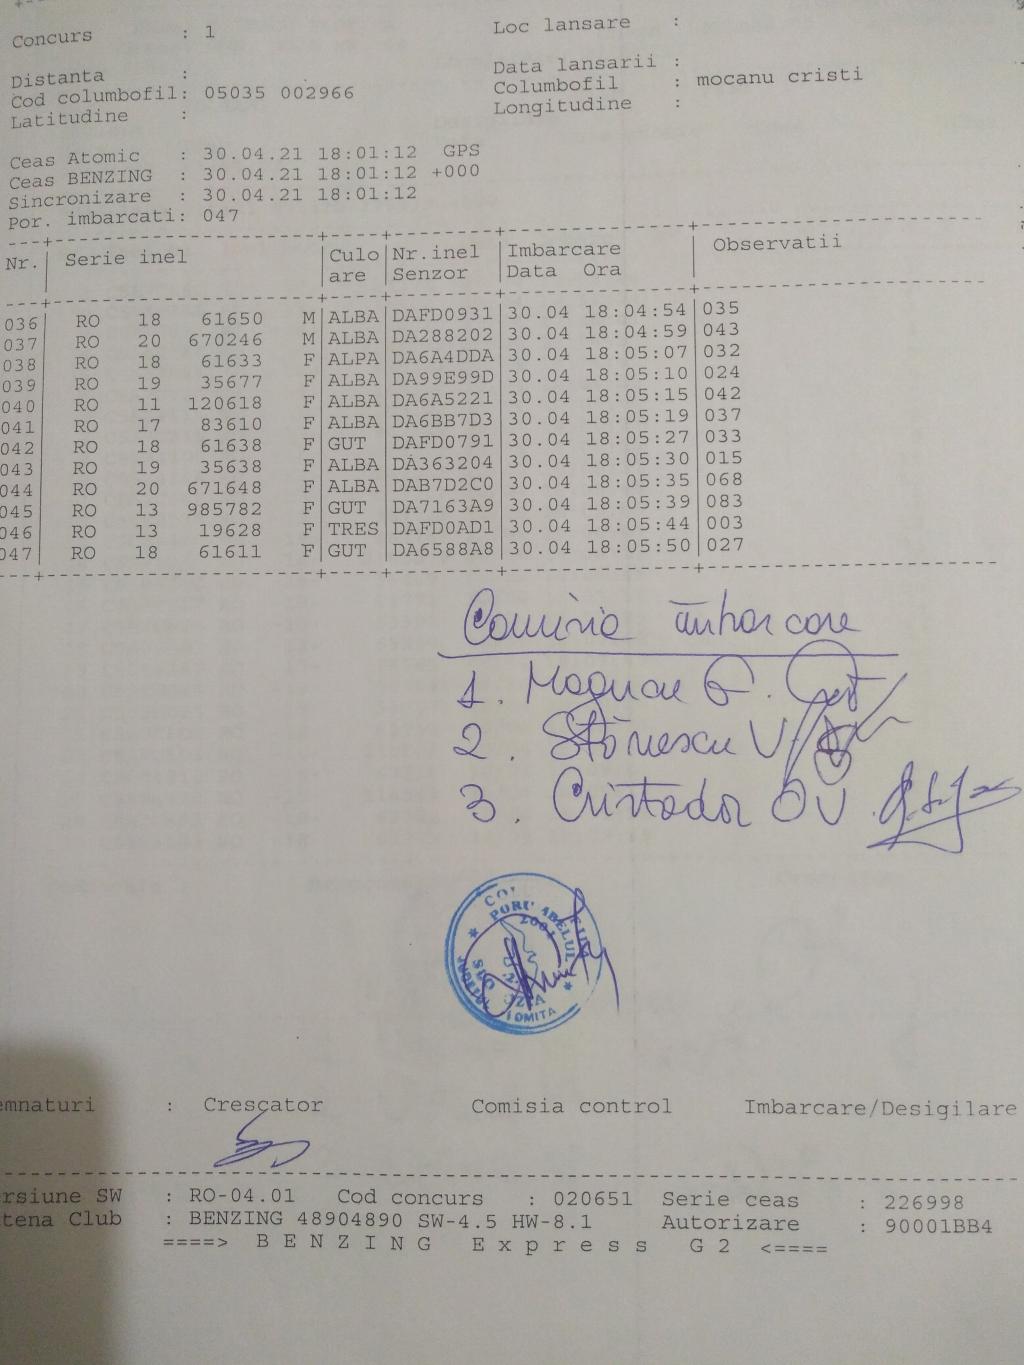 Concurs : 1 Loc lansare :
Distanta : Data lansarii :
Cod columbofil: 05035 002966 Columbofil : mocanu cristi
Latitudine : Longitudine :
Ceas Atomic : 30.04.21 18:01:12 GPS
Ceas BENZING : 30.04.21 18:01:12 +000
Sincronizare : 30.04.21 18:01:12
Por. imbarcati: 047
Nr. Serie inel Culo Nr.inel Imbarcare Observatii
are Senzor Data Ora
036 RO 18 61650 M ALBA DAFD0931 30.04 18:04:54 035
037 RO 20 670246 M ALBA DA288202 30.04 18:04:59 043
038 RO 18 61633 F ALPA DA6A4DDA 30.04 18:05:07 032
039 RO 19 35677 F ALBA DA99E99D 30.04 18:05:10 024
040 RO 11 120618 F ALBA DA6A5221 30.04 18:05:15 042
041 RO 17 83610 F ALBA DA6BB7D3 30.04 18:05:19 037
042 RO 18 61638 F GUT DAFD0791 30.04 18:05:27 033
043 RO 19 35638 F ALBA DA363204 30.04 18:05:30 015
044 RO 20 671648 F ALBA DAB7D2C0 30.04 18:05:35 068
045 RO 13 985782 F GUT DA7163A9 30.04 18:05:39 083
046 RO 13 19628 F TRES DAFD0AD1 30.04 18:05:44 003
047 RO 18 61611 F GUT DA6588A8 30.04 18:05:50 027
Comisia îmbarcare
1.
2. Stănescu V.
3. Cristador OV.
IOMITA
emnaturi : Crescator Comisia control Imbarcare/Desigilare
rsiune SW : RO-04.01 Cod concurs : 020651 Serie ceas : 226998
tena Club : BENZING 48904890 SW-4.5 HW-8.1 Autorizare : 90001BB4
====> B E N Z I N G E x p r e s s G 2 <====